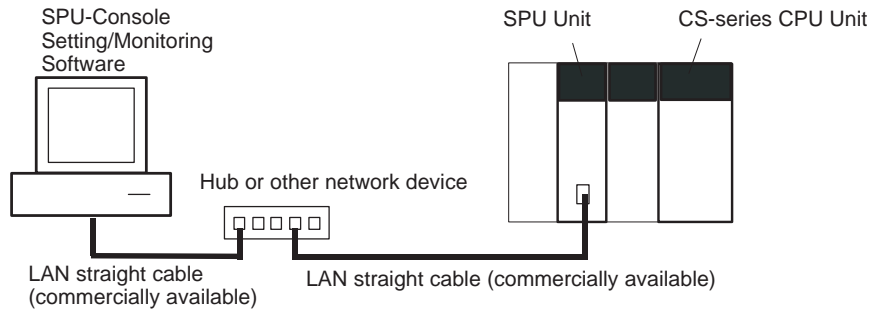 SPU-Console
Setting/Monitoring
Software
SPU Unit
CS-series CPU Unit
Hub or other network device
LAN straight cable
(commercially available)
LAN straight cable (commercially available)